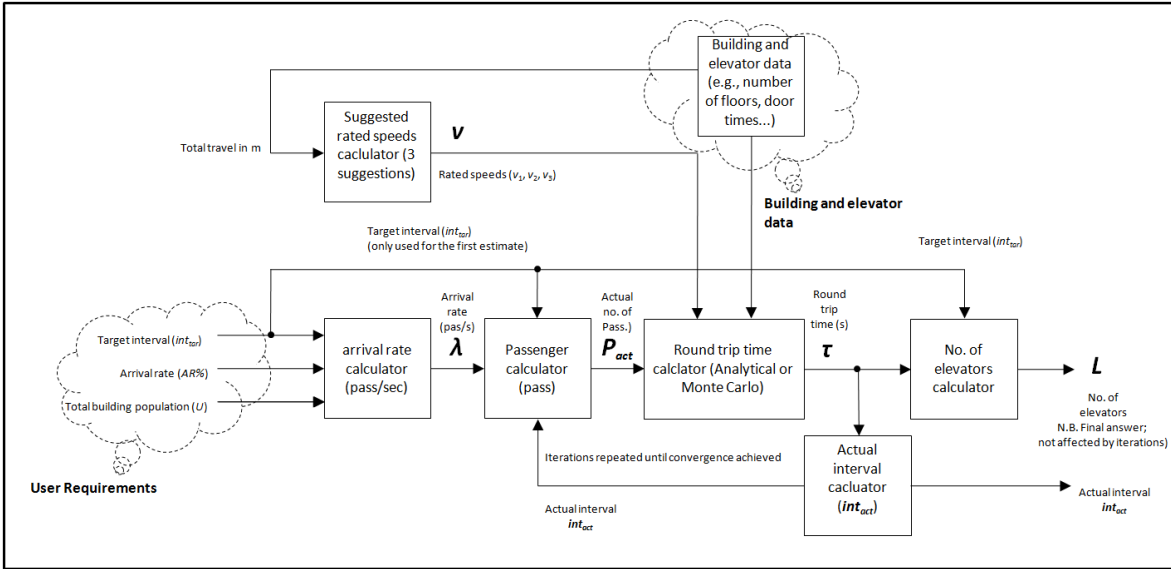 Building and
elevator data
(e.g., number
of floors, door
times...)
Suggested
rated speeds
caclulator (3
suggestions)
v
Total travel in m
Rated speeds (v1, v2, v3)
Building and elevator
data
Target interval (inttar)
(only used for the first estimate)
Target interval (inttar)
Target interval (inttar)
Arrival rate (AR%)
Total building population (U)
User Requirements
arrival rate
calculator
(pass/sec)
Arrival
rate
(pas/s)
λ
Passenger
calculator
(pass)
Actual
no. of
Pass.)
Pact
Round trip time
calclator (Analytical or
Monte Carlo)
Round
trip
time (s)
τ
No. of
elevators
calculator
L
No. of
elevators
N.B. Final answer;
not affected by iterations)
Iterations repeated until convergence achieved
Actual interval
intact
Actual
interval
cacluator
(intact)
Actual interval
intact